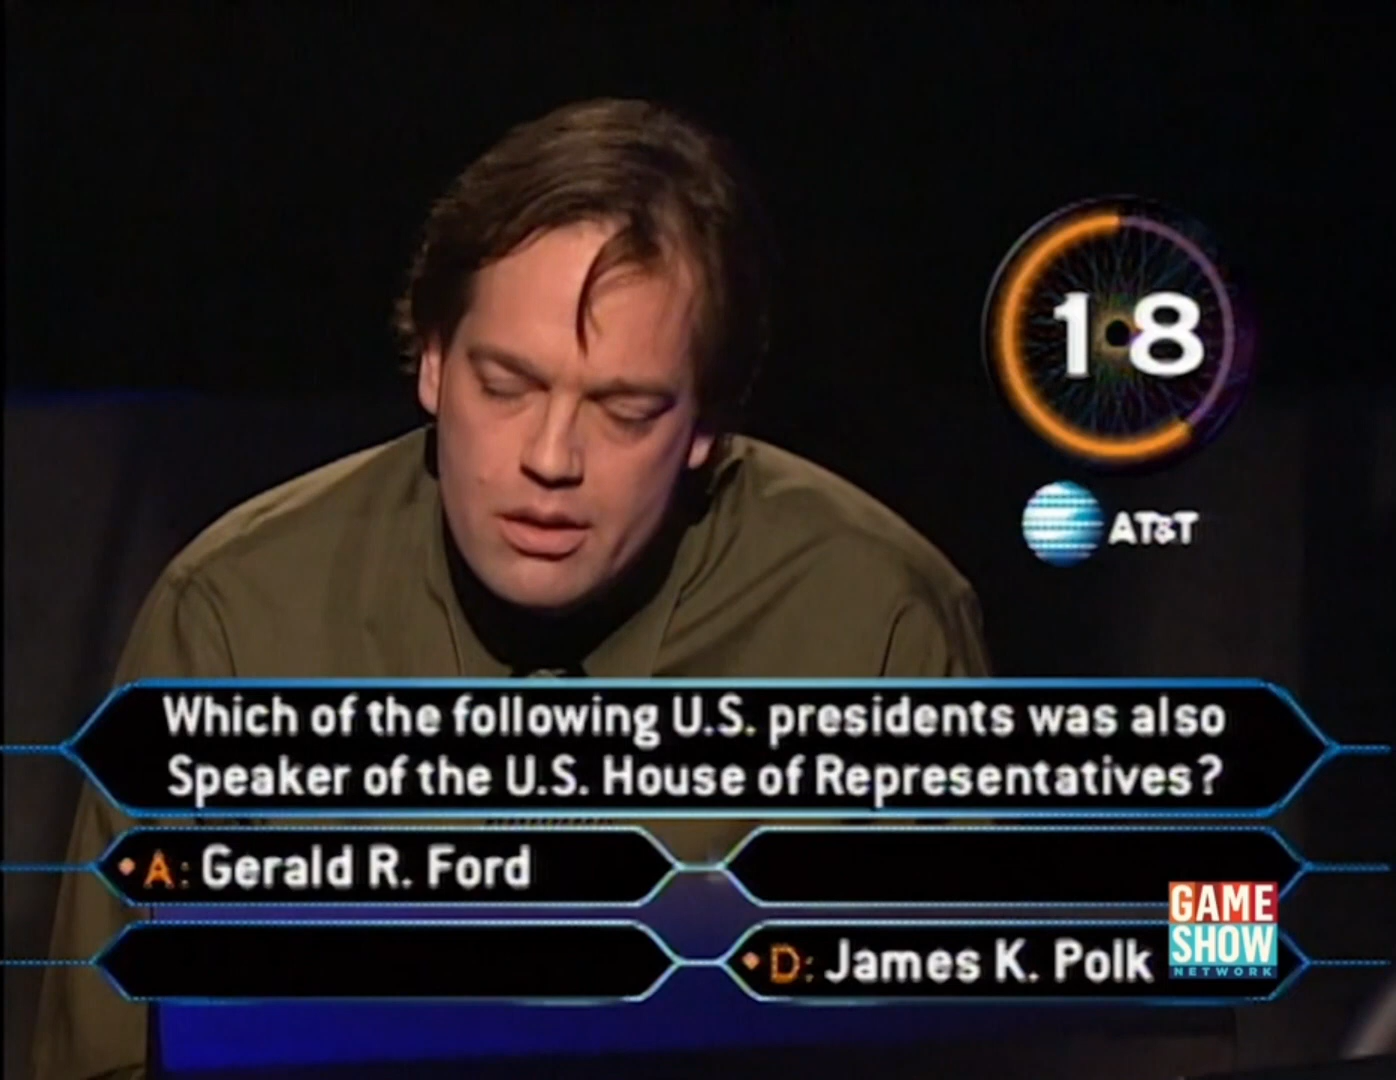 18
AT&T
Which of the following U.S. presidents was also
Speaker of the U.S. House of Representatives?
A: Gerald R. Ford
D: James K. Polk
GAME
SHOW
NETWORK